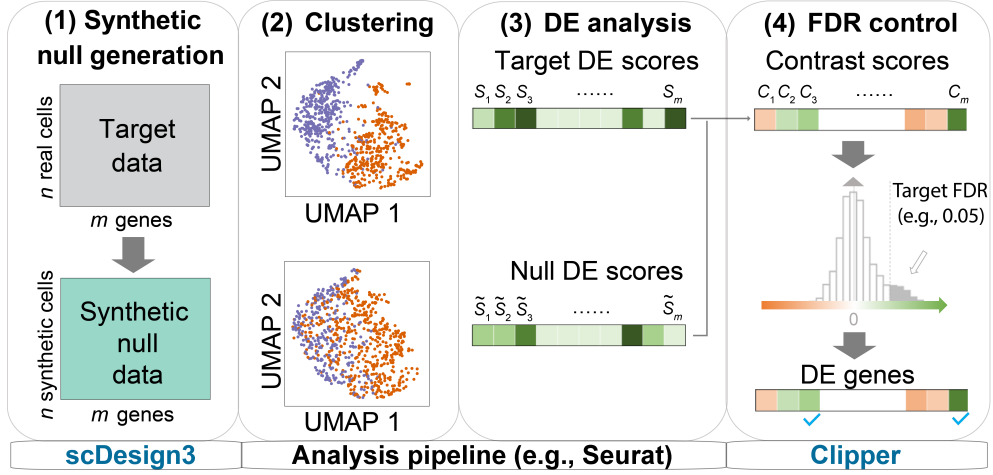 (1) Synthetic
null generation
n real cells
Target
data
m genes
n synthetic cells
Synthetic
null
data
m genes
scDesign3
(2) Clustering
UMAP 2
UMAP 1
UMAP 2
UMAP 1
(3) DE analysis
Target DE scores
S1 S2 S3 ...... Sm
Null DE scores
S̃1 S̃2 S̃3 ...... S̃m
Analysis pipeline (e.g., Seurat)
(4) FDR control
Contrast scores
C1 C2 C3 ...... Cm
Target FDR
(e.g., 0.05)
0
DE genes
Clipper